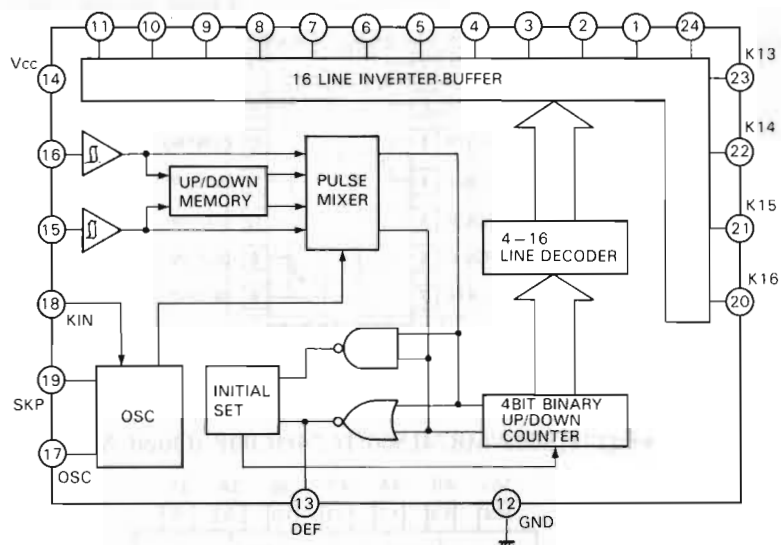 11 10 9 8 7 6 5 4 3 2 1 24
K13
Vcc
14
16 LINE INVERTER-BUFFER
23
K14
16
UP/DOWN
MEMORY
PULSE
MIXER
22
K15
15
4-16
LINE DECODER
21
K16
18
KIN
20
19
SKP
OSC
INITIAL
SET
4BIT BINARY
UP/DOWN
COUNTER
17
OSC
13
DEF
12
GND